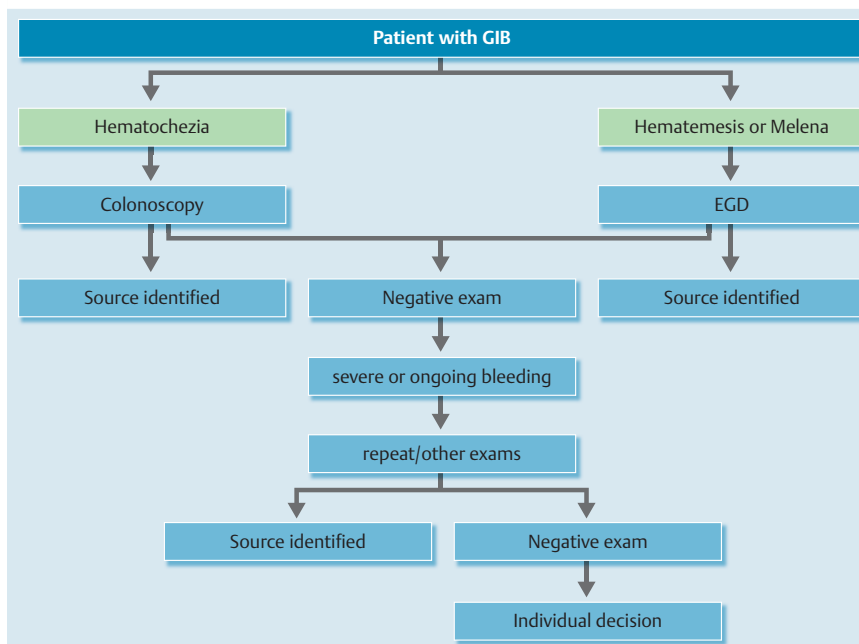 Patient with GIB
Hematochezia
Hematemesis or Melena
Colonoscopy
EGD
Source identified
Negative exam
Source identified
severe or ongoing bleeding
repeat/other exams
Source identified
Negative exam
Individual decision